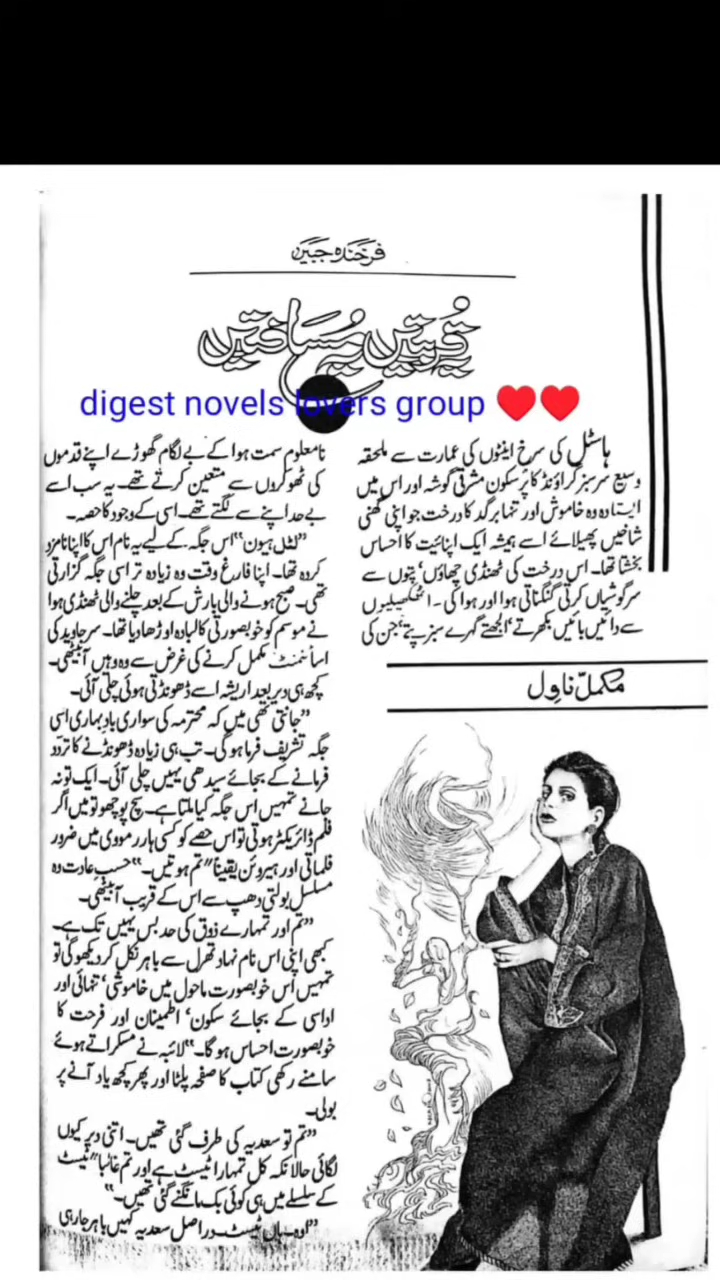 فرخندہ جبین
یہ قربتیں یہ مسافتیں
digest novels lovers group ♥️♥️
ہاسٹل کی سرخ اینٹوں کی عمارت سے ملحقہ
وسیع سرسبز گراؤنڈ کا پُرسکون مشرقی گوشہ اور اس میں
ایستادہ وہ خاموش اور تنہا برگد کا درخت جو اپنی گھنی
شاخیں پھیلائے اسے ہمیشہ ایک اپنائیت کا احساس
بخشتا تھا۔ اس درخت کی ٹھنڈی چھاؤں‘ پتوں سے
سرگوشیاں کرتی گنگناتی ہوا اور ہوا کی۔ اٹھکیلیوں
سے دائیں بائیں بکھرتے‘ الجھتے گہرے سبز پتے‘ جن کی
مکمل ناول
نامعلوم سمت ہوا کے بے لگام گھوڑے اپنے قدموں
کی ٹھوکروں سے متعین کرتے تھے۔ یہ سب اسے
بے حد اپنے سے لگتے تھے۔ اسی کے وجود کا حصہ۔
”لٹل ہیون“ اس جگہ کے لیے یہ نام اس کا اپنا نامزد
کردہ تھا۔ اپنا فارغ وقت وہ زیادہ تر اسی جگہ گزارتی
تھی۔ صبح ہونے والی بارش کے بعد چلنے والی ٹھنڈی ہوا
نے موسم کو خوبصورتی کا لبادہ اوڑھا دیا تھا۔ سر جاوید کی
اسائنمنٹ مکمل کرنے کی غرض سے وہ وہیں آبیٹھی۔
کچھ ہی دیر بعد اریشہ اسے ڈھونڈتی ہوئی چلی آئی۔
”جانتی تھی میں کہ محترمہ کی سواری بادِ بہاری اسی
جگہ تشریف فرما ہوگی۔ تب ہی زیادہ ڈھونڈنے کا تردّد
فرمانے کے بجائے سیدھی یہیں چلی آئی۔ ایک تو نہ
جانے تمہیں اس جگہ کیا ملتا ہے۔ سچ پوچھو تو میں اگر
فلم ڈائریکٹر ہوتی تو اس حصے کو کسی ہارر مووی میں ضرور
فلماتی اور ہیروئن یقیناً“ تم ہوتیں۔“ حسبِ عادت وہ
مسلسل بولتی دھپ سے اس کے قریب آبیٹھی۔
”تم اور تمہارے ذوق کی حد بس یہیں تک ہے۔
کبھی اپنی اس نام نہاد تھرل سے باہر نکل کر دیکھو گی تو
تمہیں اس خوبصورت ماحول میں خاموشی‘ تنہائی اور
اداسی کے بجائے سکون‘ اطمینان اور فرحت کا
خوبصورت احساس ہوگا۔“ لائبہ نے مسکراتے ہوئے
سامنے رکھی کتاب کا صفحہ پلٹا اور پھر کچھ یاد آنے پر
بولی۔
”تم تو سعدیہ کی طرف گئی تھیں۔ اتنی دیر کیوں
لگائی حالانکہ کل تمہارا ٹیسٹ ہے اور تم غالباً“ ٹیسٹ
کے سلسلے میں ہی کوئی بک مانگنے گئی تھیں۔“
”اوہ۔ ہاں ٹیسٹ۔ دراصل سعدیہ کہیں باہر جا رہی